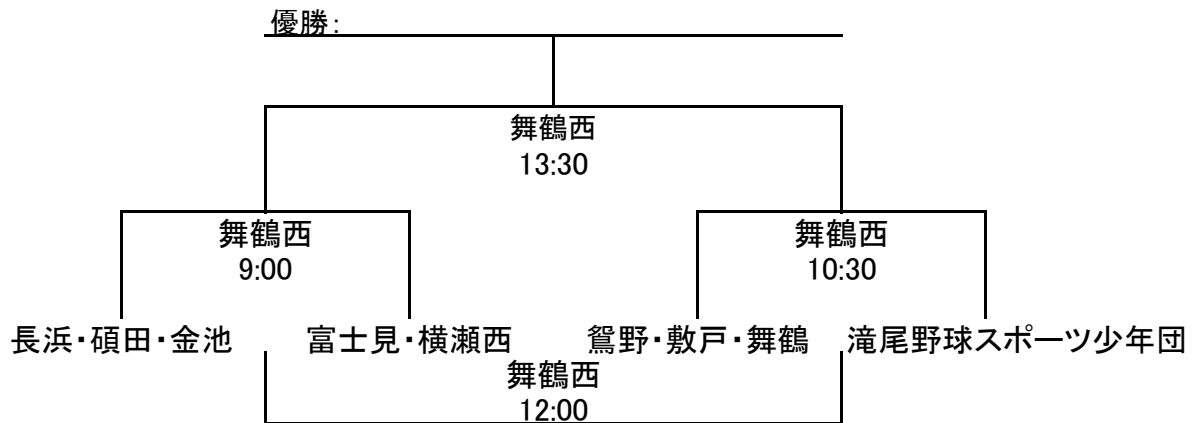 優勝:
舞鶴西
13:30
舞鶴西
9:00
舞鶴西
10:30
長浜・碩田・金池
富士見・横瀬西
鴛野・敷戸・舞鶴
滝尾野球スポーツ少年団
舞鶴西
12:00